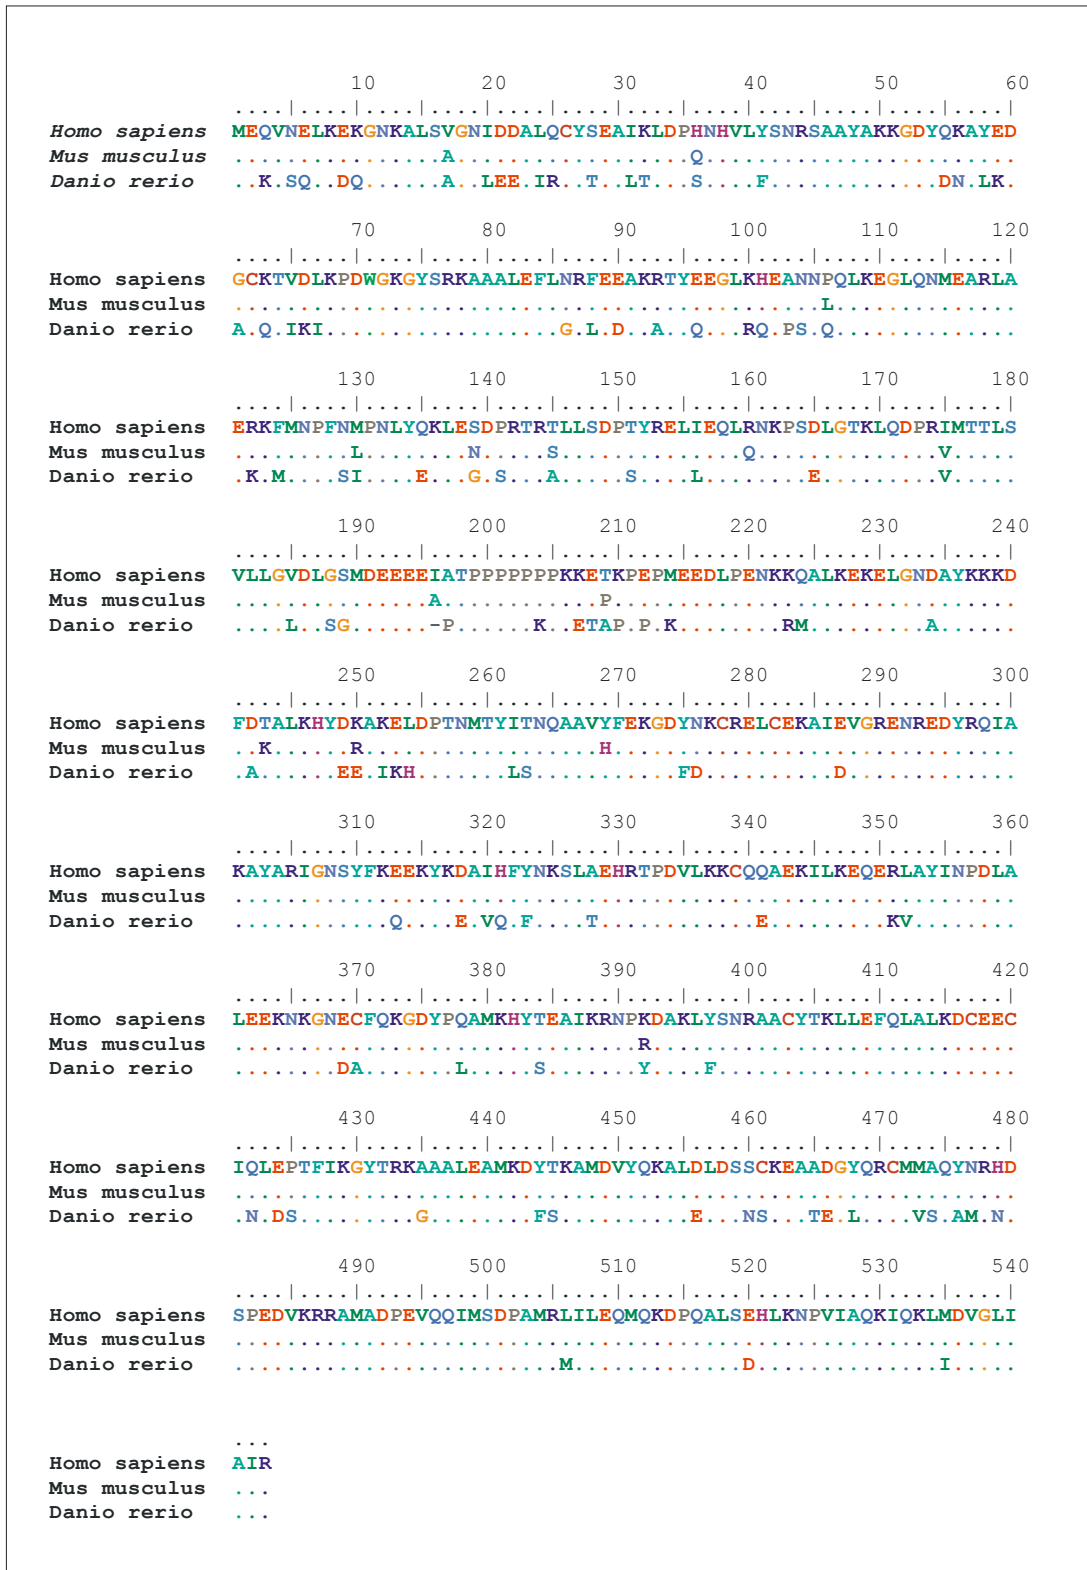 10 20 30 40 50 60
....|....|....|....|....|....|....|....|....|....|....|....|
Homo sapiens MEQVNELKEKGNKALSVGNIDDALQCYSEAIKLDPHNHVLYSNRSAAYAKKGDYQKAYED
Mus musculus ................A..................Q........................
Danio rerio ..K.SQ..DQ......A..LEE.IR..T..LT...S....F.............DN.LK.
70 80 90 100 110 120
....|....|....|....|....|....|....|....|....|....|....|....|
Homo sapiens GCKTVDLKPDWGKGYSRKAAALEFLNRFEEAKRTYEEGLKHEANNPQLKEGLQNMEARLA
Mus musculus .............................................L..............
Danio rerio A.Q.IKI..................G.L.D..A..Q...RQ.PS.Q..............
130 140 150 160 170 180
....|....|....|....|....|....|....|....|....|....|....|....|
Homo sapiens ERKFMNPFNMPNLYQKLESDPRTRTLLSDPTYRELIEQLRNKPSDLGTKLQDPRIMTTLS
Mus musculus .........L........N.....S..............Q..............V.....
Danio rerio .K.M....SI....E...G.S...A.....S....L........E.........V.....
190 200 210 220 230 240
....|....|....|....|....|....|....|....|....|....|....|....|
Homo sapiens VLLGVDLGSMDEEEEIATPPPPPPPKKETKPEPMEEDLPENKKQALKEKELGNDAYKKKD
Mus musculus ...............A............P...............................
Danio rerio ....L..SG......-P......K..ETAP.P.K........RM.........A......
250 260 270 280 290 300
....|....|....|....|....|....|....|....|....|....|....|....|
Homo sapiens FDTALKHYDKAKELDPTNMTYITNQAAVYFEKGDYNKCRELCEKAIEVGRENREDYRQIA
Mus musculus ..K......R..................H...............................
Danio rerio .A......EE.IKH.......LS...........FD..........D.............
310 320 330 340 350 360
....|....|....|....|....|....|....|....|....|....|....|....|
Homo sapiens KAYARIGNSYFKEEKYKDAIHFYNKSLAEHRTPDVLKKCQQAEKILKEQERLAYINPDLA
Mus musculus ............................................................
Danio rerio ............Q....E.VQ.F....T............E.........KV........
370 380 390 400 410 420
....|....|....|....|....|....|....|....|....|....|....|....|
Homo sapiens LEEKNKGNECFQKGDYPQAMKHYTEAIKRNPKDAKLYSNRAACYTKLLEFQLALKDCEEC
Mus musculus ...............................R............................
Danio rerio ........DA.......L.....S.......Y....F.......................
430 440 450 460 470 480
....|....|....|....|....|....|....|....|....|....|....|....|
Homo sapiens IQLEPTFIKGYTRKAAALEAMKDYTKAMDVYQKALDLDSSCKEAADGYQRCMMAQYNRHD
Mus musculus ............................................................
Danio rerio .N.DS.........G........FS..........E...NS...TE.L....VS.AM.N.
490 500 510 520 530 540
....|....|....|....|....|....|....|....|....|....|....|....|
Homo sapiens SPEDVKRRAMADPEVQQIMSDPAMRLILEQMQKDPQALSEHLKNPVIAQKIQKLMDVGLI
Mus musculus ............................................................
Danio rerio .........................M.............D..............I.....
...
Homo sapiens AIR
Mus musculus ...
Danio rerio ...